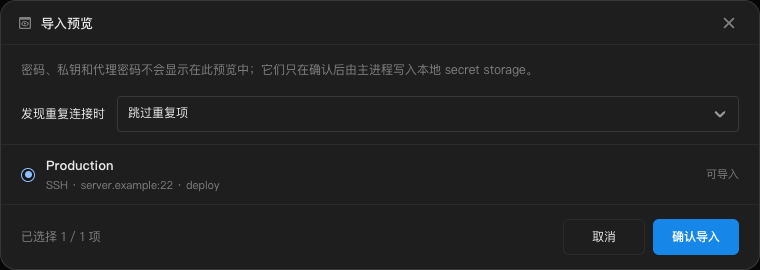 导入预览
密码、私钥和代理密码不会显示在此预览中；它们只在确认后由主进程写入本地 secret storage。
发现重复连接时
跳过重复项
Production
SSH · server.example:22 · deploy
可导入
已选择 1 / 1 项
取消
确认导入